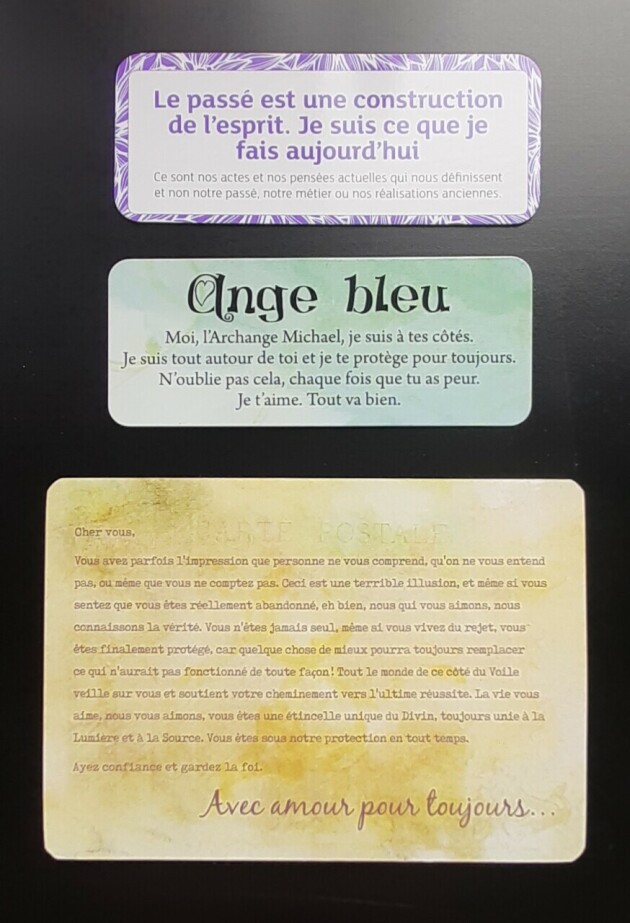 Le passé est une construction
de l'esprit. Je suis ce que je
fais aujourd'hui
Ce sont nos actes et nos pensées actuelles qui nous définissent
et non notre passé, notre métier ou nos réalisations anciennes.
Ange bleu
Moi, l'Archange Michael, je suis à tes côtés.
Je suis tout autour de toi et je te protège pour toujours.
N'oublie pas cela, chaque fois que tu as peur.
Je t'aime. Tout va bien.
CARTE POSTALE
Cher vous,
Vous avez parfois l'impression que personne ne vous comprend, qu'on ne vous entend
pas, ou même que vous ne comptez pas. Ceci est une terrible illusion, et même si vous
sentez que vous êtes réellement abandonné, eh bien, nous qui vous aimons, nous
connaissons la vérité. Vous n'êtes jamais seul, même si vous vivez du rejet, vous
êtes finalement protégé, car quelque chose de mieux pourra toujours remplacer
ce qui n'aurait pas fonctionné de toute façon! Tout le monde de ce côté du Voile
veille sur vous et soutient votre cheminement vers l'ultime réussite. La vie vous
aime, nous vous aimons, vous êtes une étincelle unique du Divin, toujours unie à la
Lumière et à la Source. Vous êtes sous notre protection en tout temps.
Ayez confiance et gardez la foi.
Avec amour pour toujours...